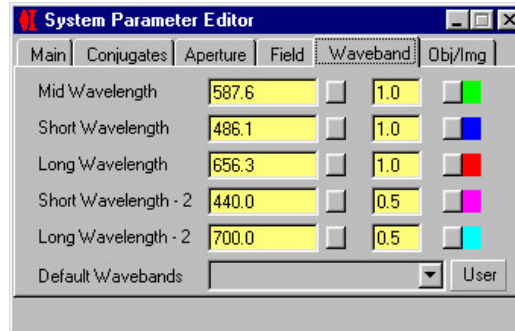 System Parameter Editor
Main Conjugates Aperture Field Waveband Obj/Img
Mid Wavelength 587.6 1.0
Short Wavelength 486.1 1.0
Long Wavelength 656.3 1.0
Short Wavelength - 2 440.0 0.5
Long Wavelength - 2 700.0 0.5
Default Wavebands User